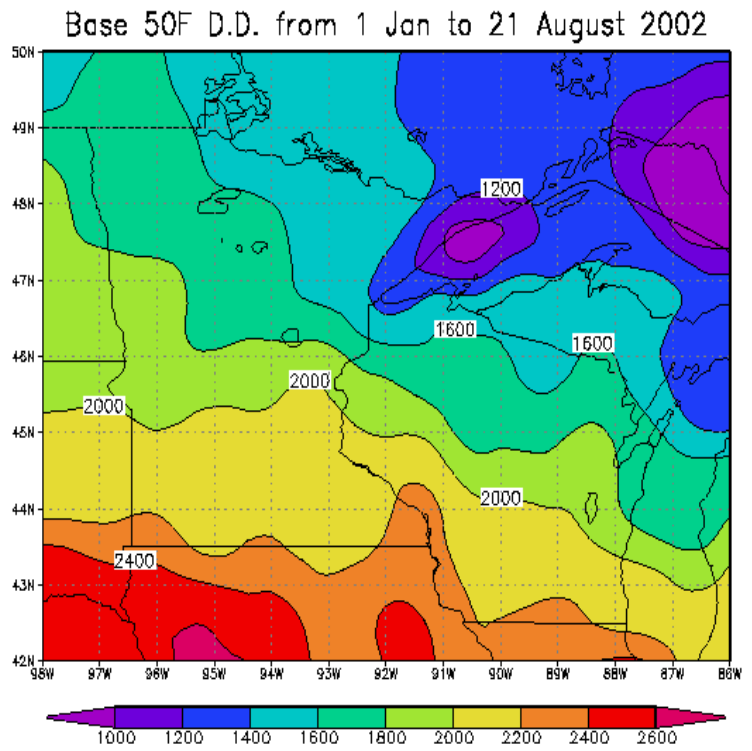 Base 50F D.D. from 1 Jan to 21 August 2002
50N
49N
48N
1200
47N
1600
1600
46N
2000
2000
45N
2000
44N
43N
2400
42N
98W 97W 96W 95W 94W 93W 92W 91W 90W 89W 88W 87W 86W
1000 1200 1400 1600 1800 2000 2200 2400 2600